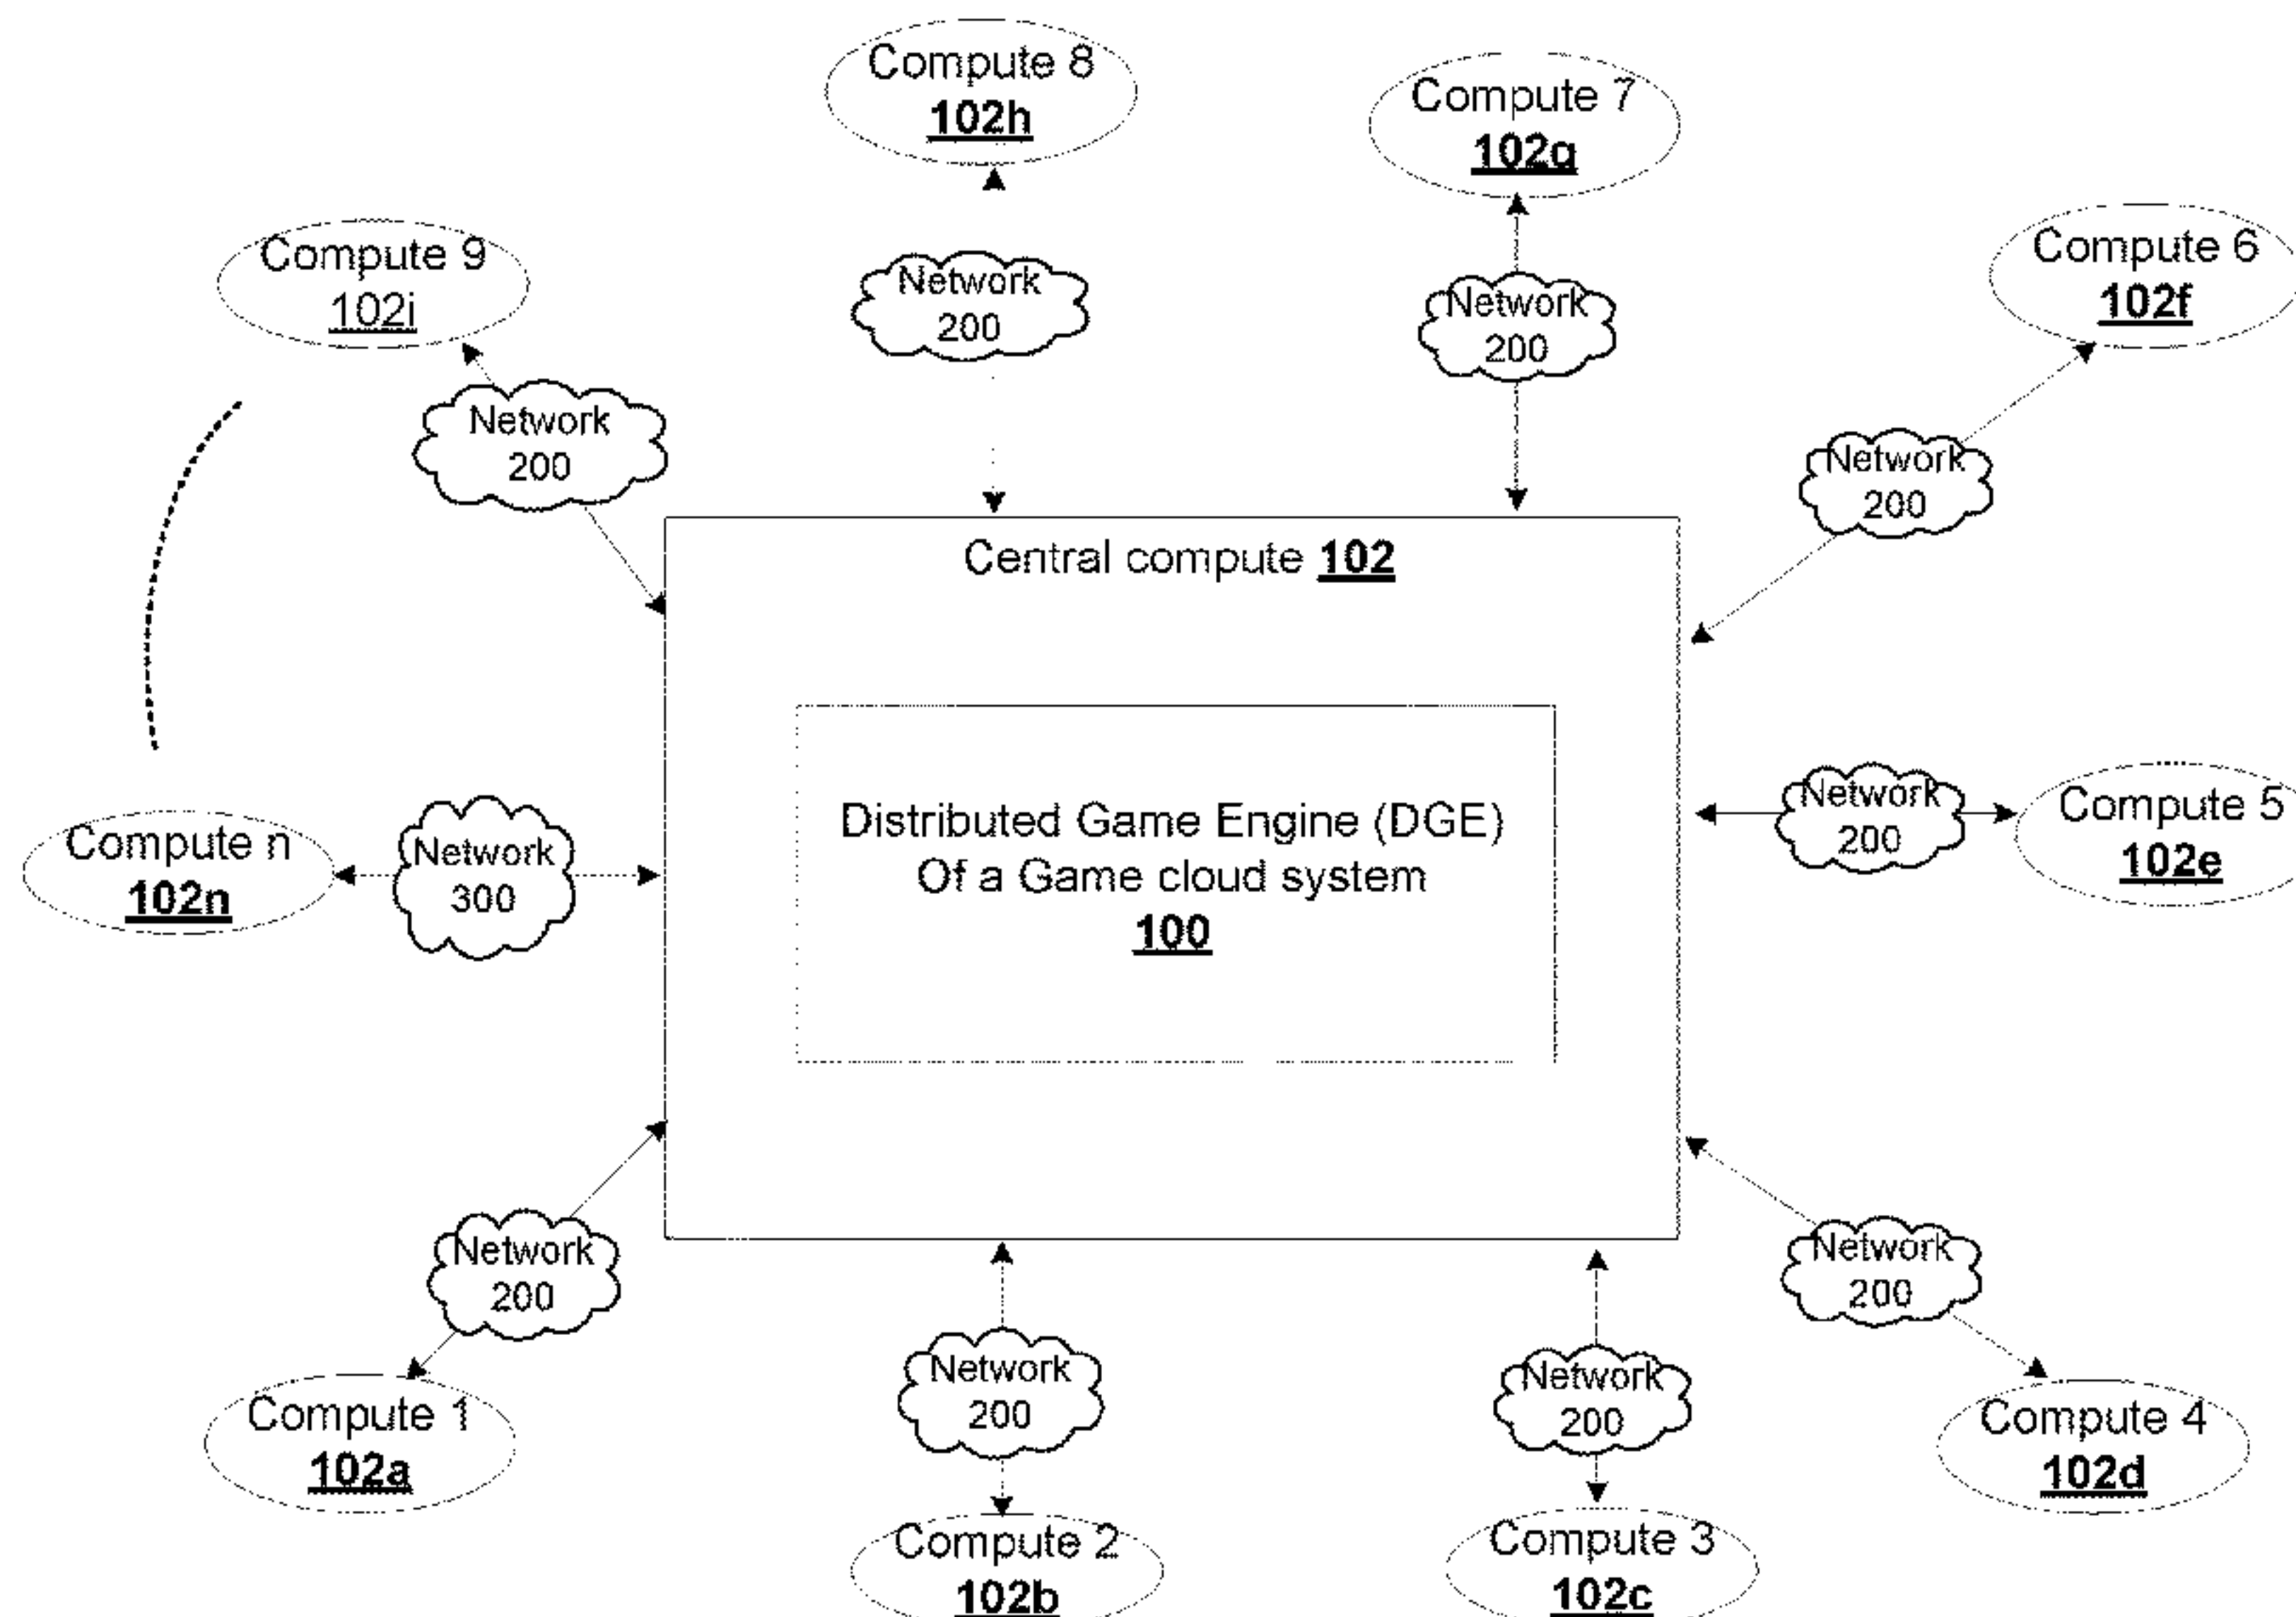 Compute 8
102h
Compute 7
102g
Compute 9
102i
Compute 6
102f
Network
200
Network
200
Network
200
Network
200
Central compute 102
Distributed Game Engine (DGE)
Of a Game cloud system
100
Network
200
Compute 5
102e
Compute n
102n
Network
300
Network
200
Network
200
Compute 1
102a
Network
200
Network
200
Compute 4
102d
Compute 2
102b
Compute 3
102c